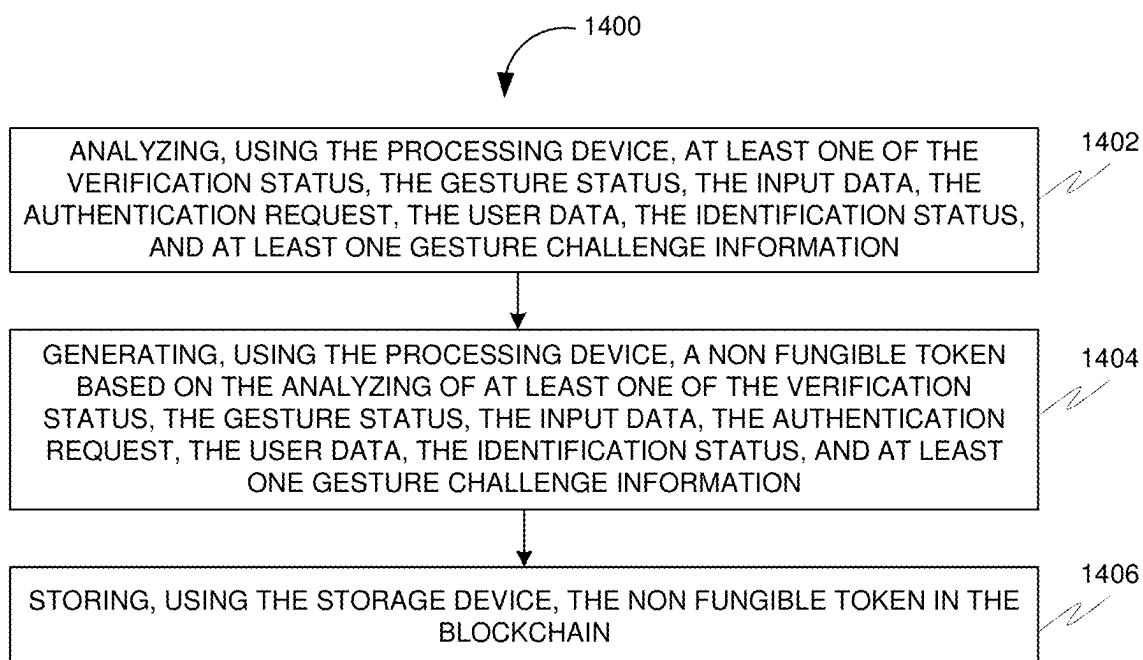 1400
ANALYZING, USING THE PROCESSING DEVICE, AT LEAST ONE OF THE
VERIFICATION STATUS, THE GESTURE STATUS, THE INPUT DATA, THE
AUTHENTICATION REQUEST, THE USER DATA, THE IDENTIFICATION STATUS,
AND AT LEAST ONE GESTURE CHALLENGE INFORMATION
1402
GENERATING, USING THE PROCESSING DEVICE, A NON FUNGIBLE TOKEN
BASED ON THE ANALYZING OF AT LEAST ONE OF THE VERIFICATION
STATUS, THE GESTURE STATUS, THE INPUT DATA, THE AUTHENTICATION
REQUEST, THE USER DATA, THE IDENTIFICATION STATUS, AND AT LEAST
ONE GESTURE CHALLENGE INFORMATION
1404
STORING, USING THE STORAGE DEVICE, THE NON FUNGIBLE TOKEN IN THE
BLOCKCHAIN
1406